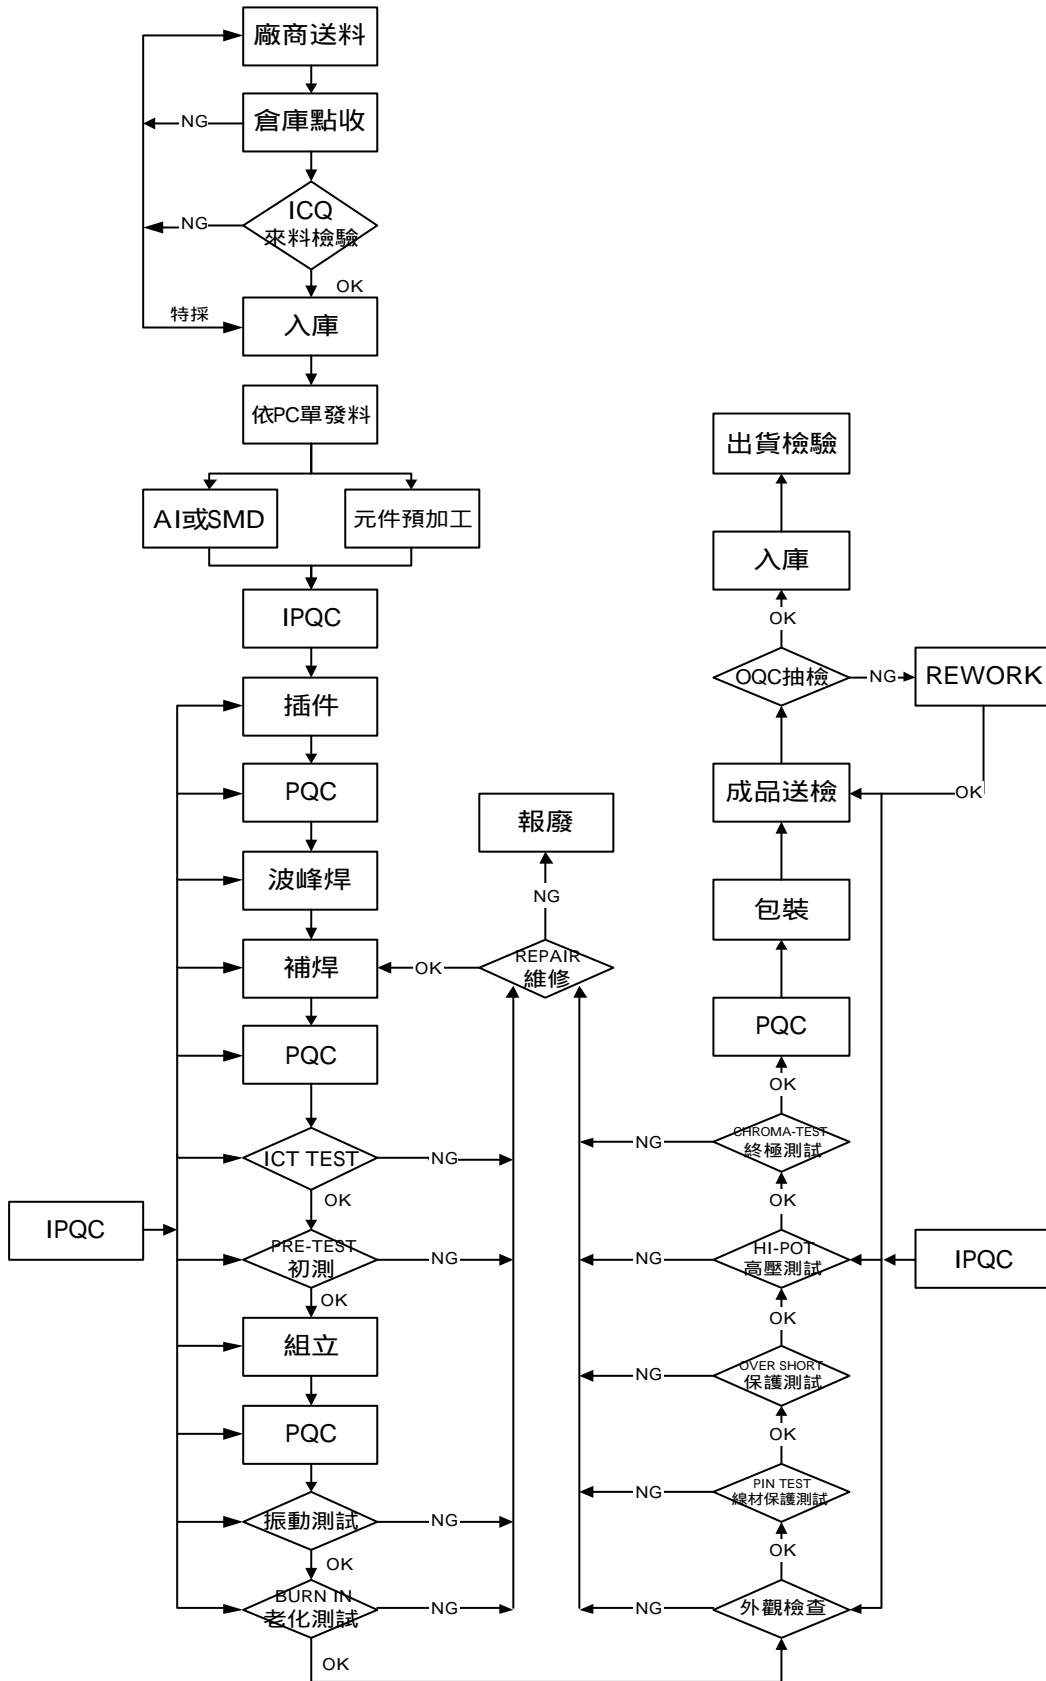 廠商送料
倉庫點收
NG
ICQ
來料檢驗
NG
OK
特採
入庫
依PC單發料
AI或SMD
元件預加工
IPQC
插件
PQC
波峰焊
補焊
PQC
ICT TEST
NG
OK
IPQC
PRE-TEST
初測
NG
OK
組立
PQC
振動測試
NG
OK
BURN IN
老化測試
NG
OK
報廢
NG
REPAIR
維修
OK
出貨檢驗
入庫
OK
OQC抽檢
NG
REWORK
OK
成品送檢
包裝
PQC
OK
CHROMA-TEST
終極測試
NG
OK
HI-POT
高壓測試
NG
IPQC
OK
OVER SHORT
保護測試
NG
OK
PIN TEST
線材保護測試
NG
OK
外觀檢查
NG